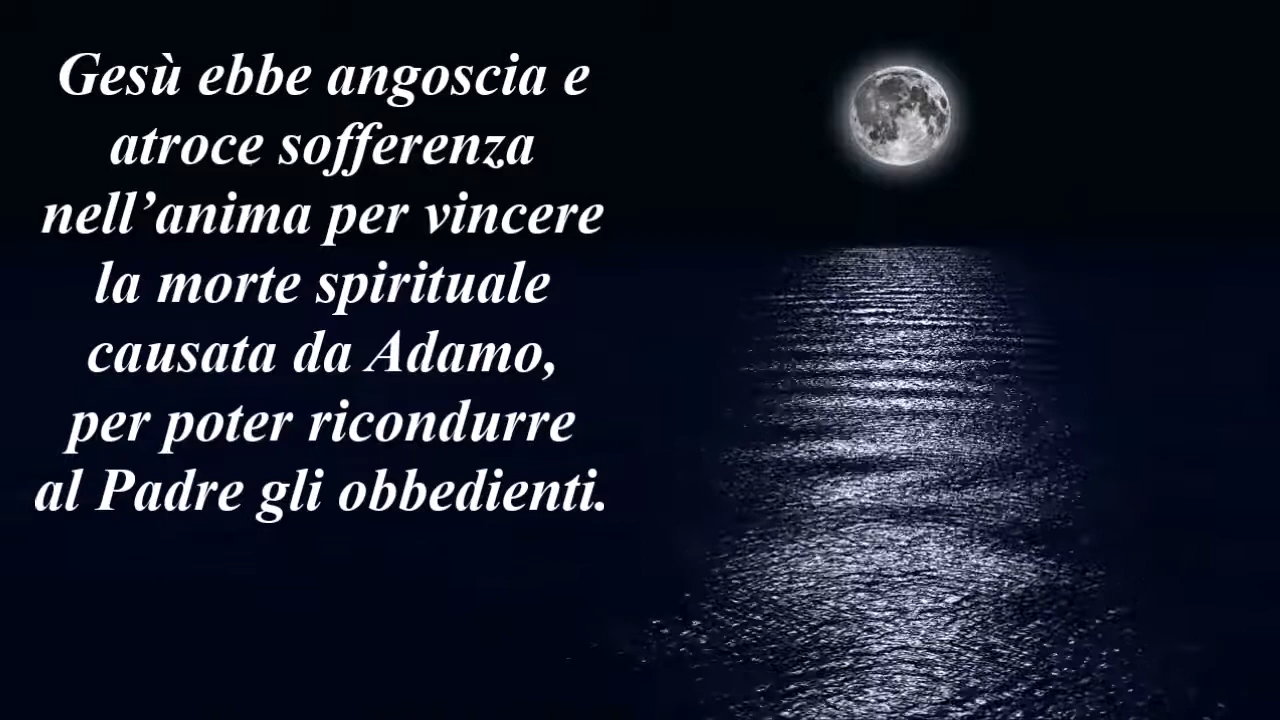 Gesù ebbe angoscia e
atroce sofferenza
nell’anima per vincere
la morte spirituale
causata da Adamo,
per poter ricondurre
al Padre gli obbedienti.